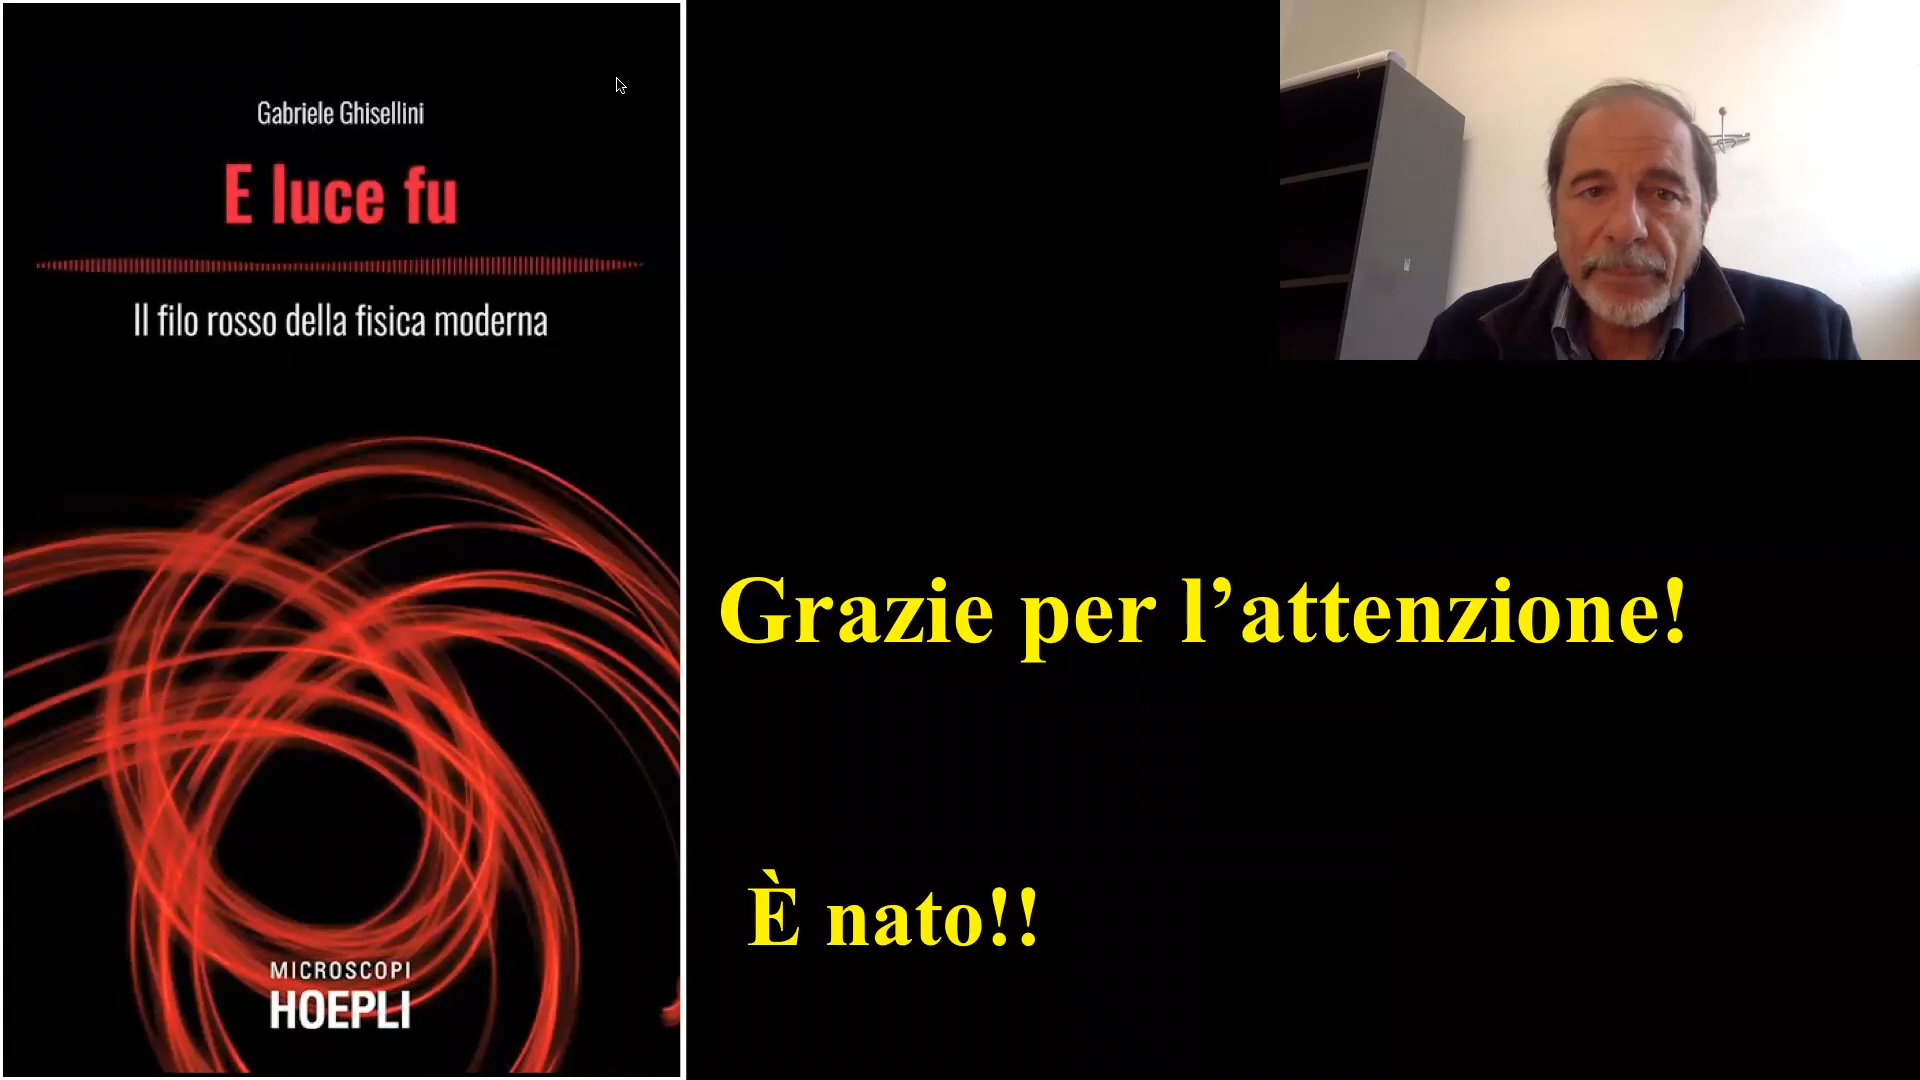 Gabriele Ghisellini
E luce fu
Il filo rosso della fisica moderna
MICROSCOPI
HOEPLI
Grazie per l’attenzione!
È nato!!